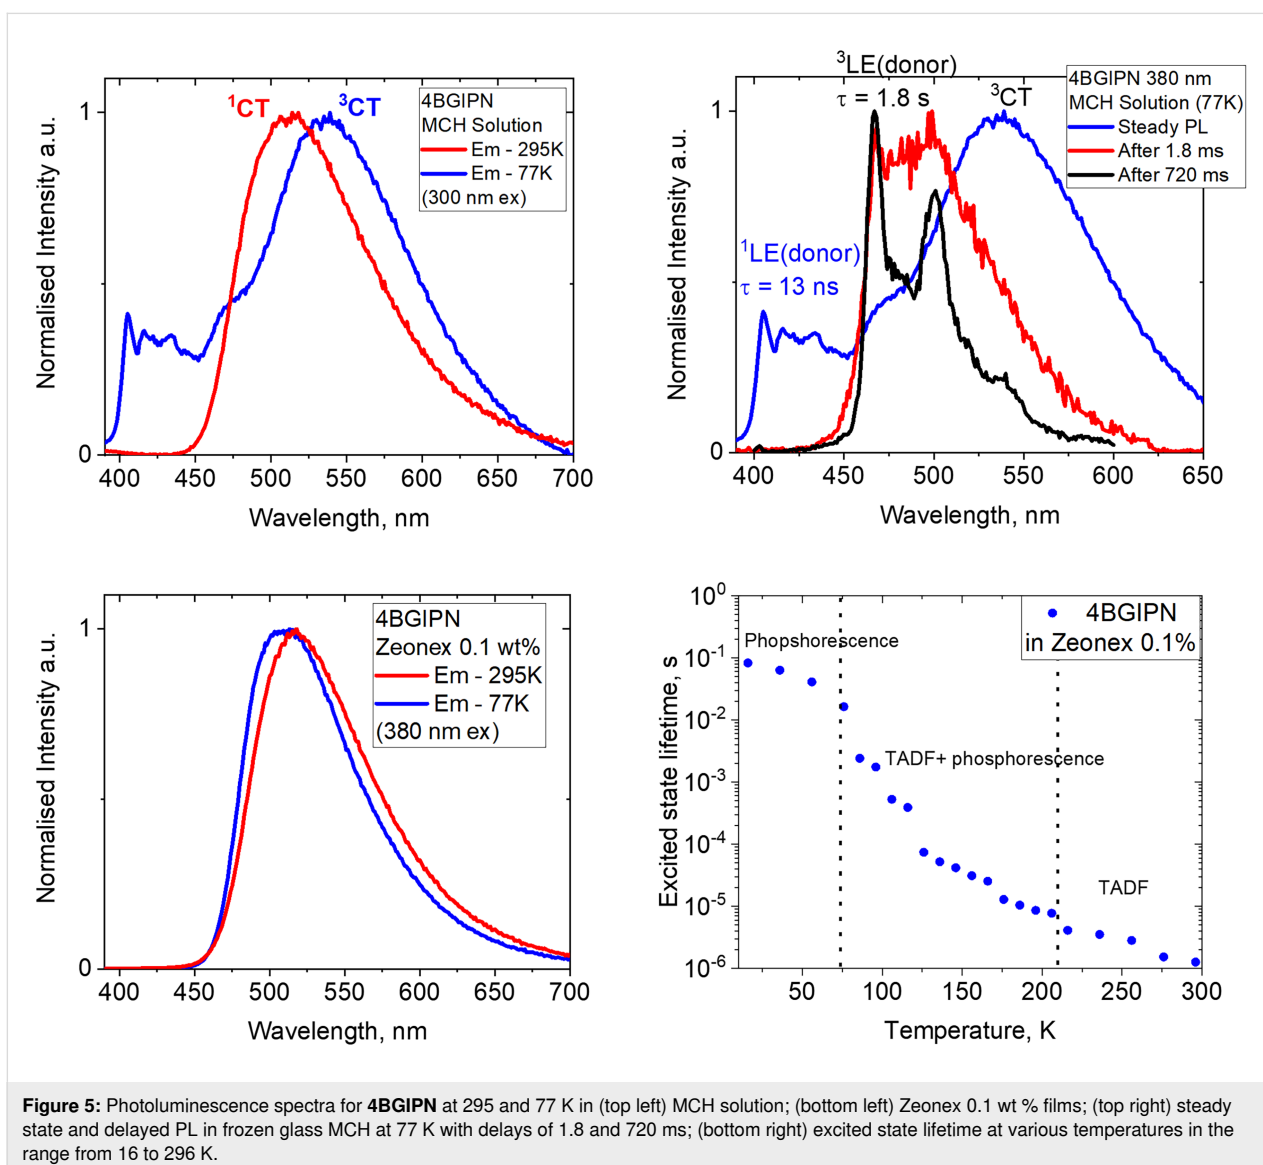 ¹CT
³CT
4BGIPN
MCH Solution
Em - 295K
Em - 77K
(300 nm ex)
1
0
Normalised Intensity a.u.
400 450 500 550 600 650 700
Wavelength, nm
³LE(donor)
τ = 1.8 s
³CT
4BGIPN 380 nm
MCH Solution (77K)
Steady PL
After 1.8 ms
After 720 ms
¹LE(donor)
τ = 13 ns
1
0
Normalised Intensity a.u.
400 450 500 550 600 650
Wavelength, nm
4BGIPN
Zeonex 0.1 wt%
Em - 295K
Em - 77K
(380 nm ex)
1
0
Normalised Intensity a.u.
400 450 500 550 600 650 700
Wavelength, nm
4BGIPN
in Zeonex 0.1%
Phopshorescence
TADF+ phosphorescence
TADF
10⁰
10⁻¹
10⁻²
10⁻³
10⁻⁴
10⁻⁵
10⁻⁶
Excited state lifetime, s
50 100 150 200 250 300
Temperature, K
Figure 5: Photoluminescence spectra for 4BGIPN at 295 and 77 K in (top left) MCH solution; (bottom left) Zeonex 0.1 wt % films; (top right) steady
state and delayed PL in frozen glass MCH at 77 K with delays of 1.8 and 720 ms; (bottom right) excited state lifetime at various temperatures in the
range from 16 to 296 K.